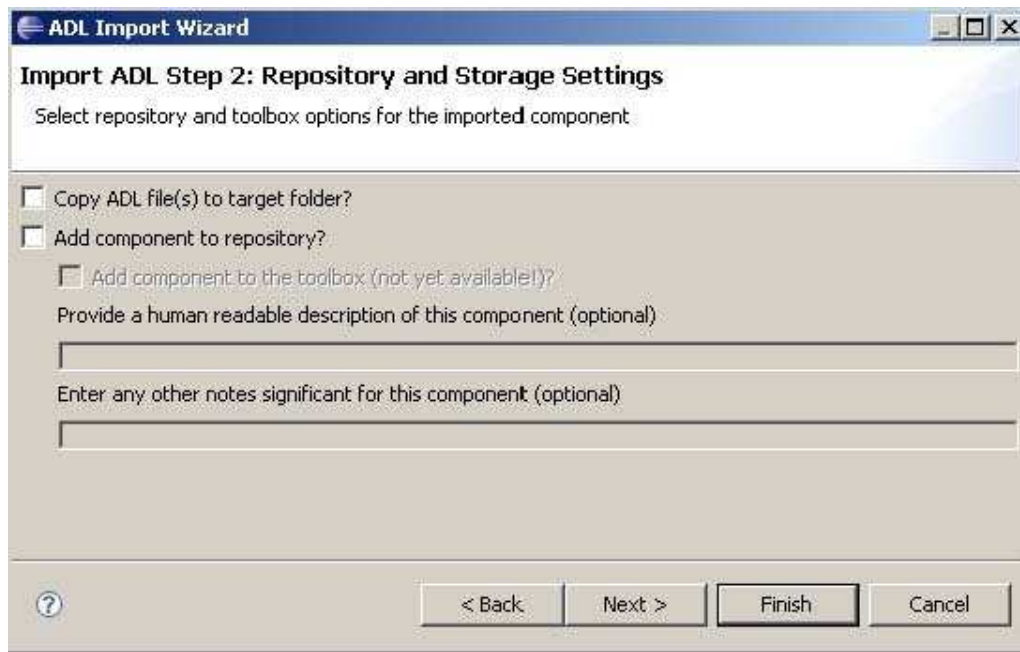 ADL Import Wizard
Import ADL Step 2: Repository and Storage Settings
Select repository and toolbox options for the imported component
Copy ADL file(s) to target folder?
Add component to repository?
Add component to the toolbox (not yet available!)?
Provide a human readable description of this component (optional)
Enter any other notes significant for this component (optional)
?
< Back
Next >
Finish
Cancel